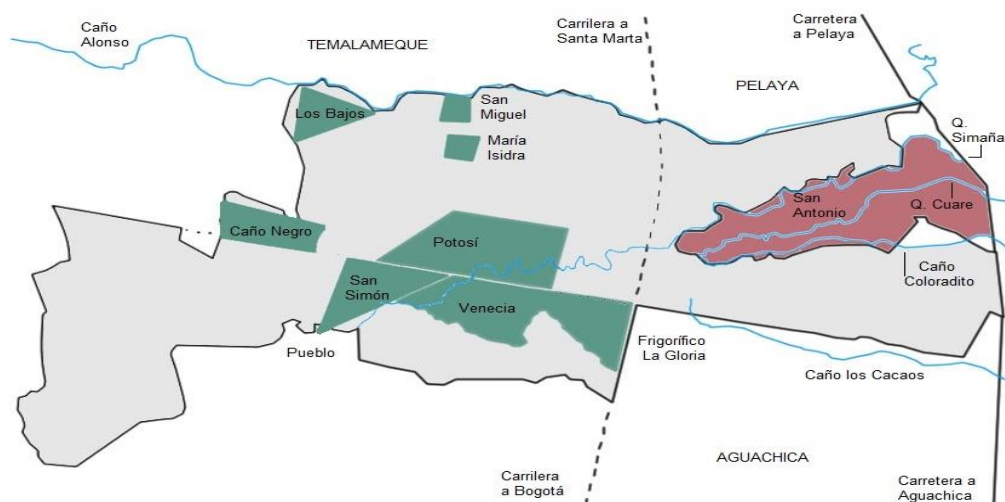 Caño
Alonso
TEMALAMEQUE
Carrilera a
Santa Marta
Carretera
a Pelaya
PELAYA
Los Bajos
San
Miguel
María
Isidra
Q.
Simaña
San
Antonio
Q. Cuare
Caño Negro
Potosí
Caño
Coloradito
San
Simón
Venecia
Pueblo
Frigorífico
La Gloria
Caño los Cacaos
AGUACHICA
Carrilera
a Bogotá
Carretera a
Aguachica